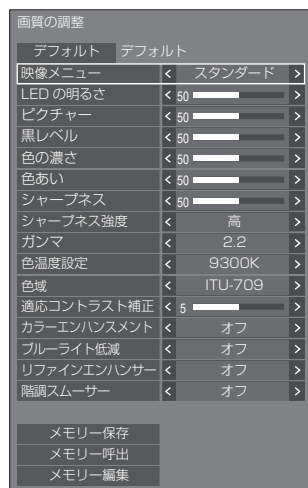 画質の調整
デフォルト デフォルト
映像メニュー < スタンダード >
LED の明るさ < 50 >
ピクチャー < 50 >
黒レベル < 50 >
色の濃さ < 50 >
色あい < 50 >
シャープネス < 50 >
シャープネス強度 < 高 >
ガンマ < 2.2 >
色温度設定 < 9300K >
色域 < ITU-709 >
適応コントラスト補正 < 5 >
カラーエンハンスメント < オフ >
ブルーライト低減 < オフ >
リファインエンハンサー < オフ >
階調スムーサー < オフ >
メモリー保存
メモリー呼出
メモリー編集